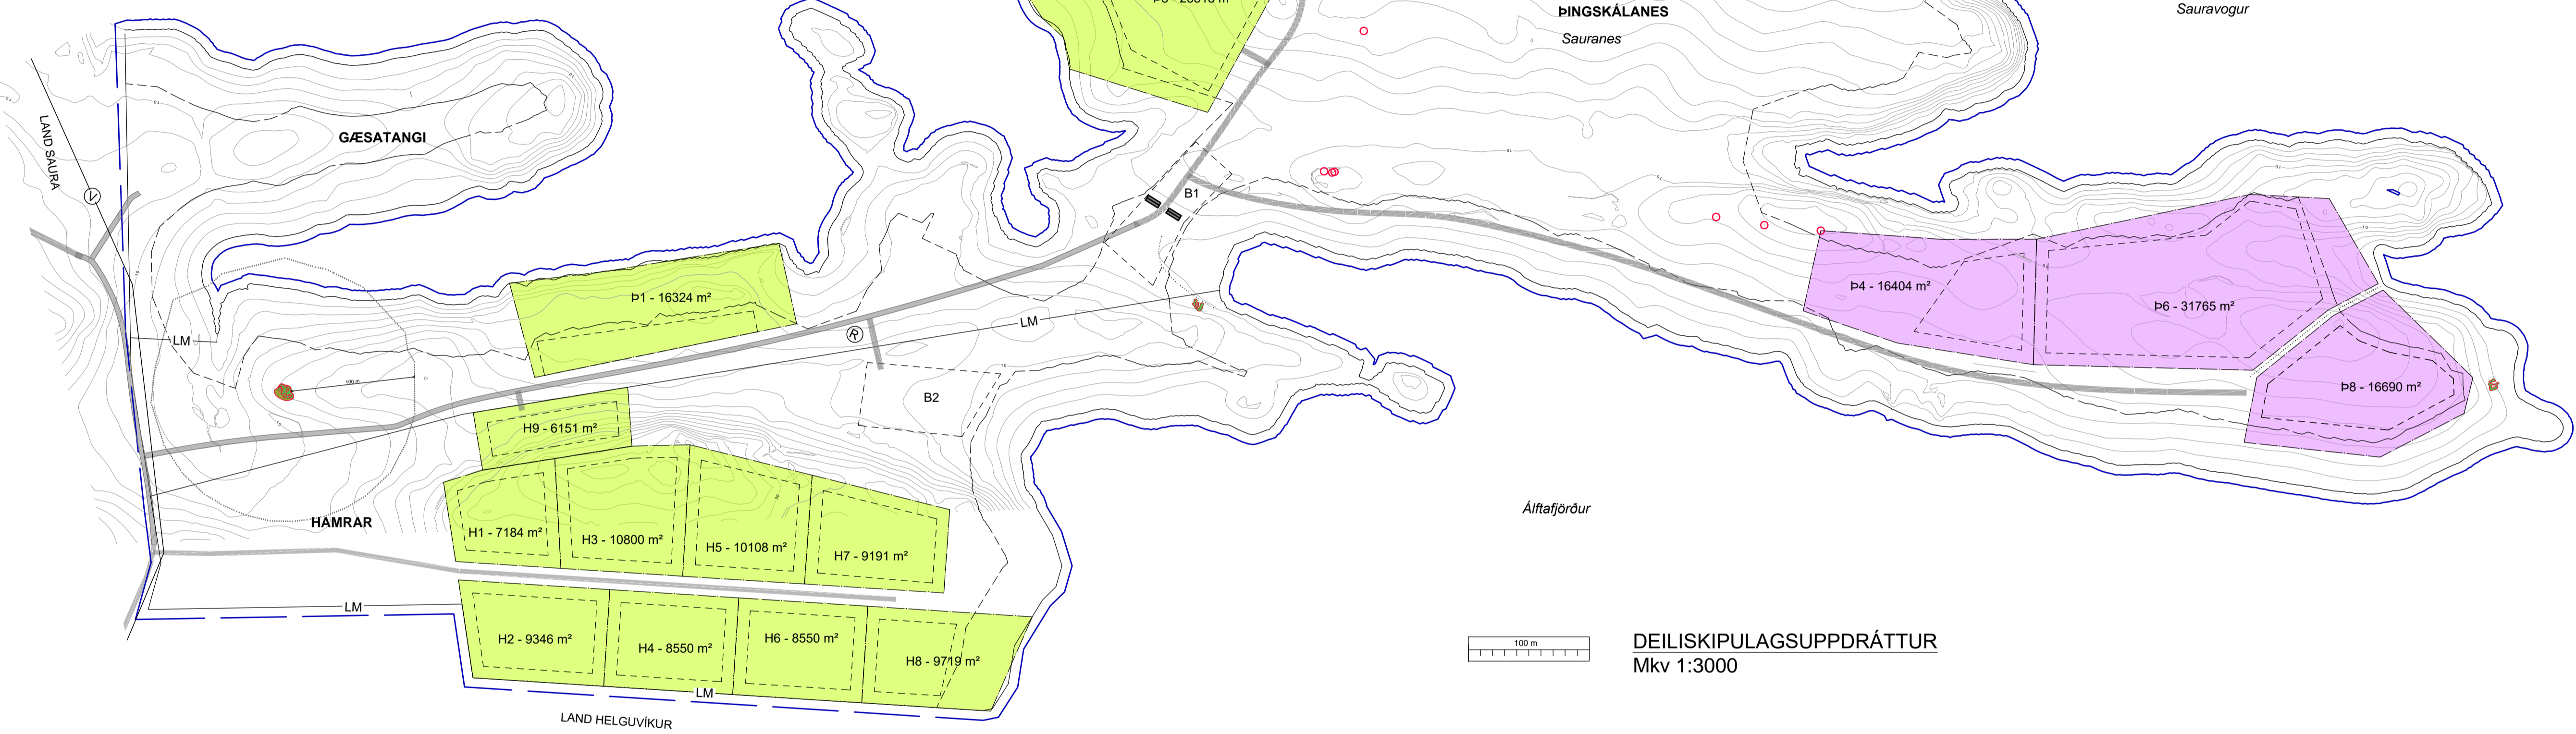 ÞINGSKÁLANES
Sauravogur
Sauranes
GÆSATANGI
LAND SAURA
V
B1
Þ1 - 16324 m²
Þ4 - 16404 m²
Þ6 - 31765 m²
LM
R
LM
100 m
B2
Þ8 - 16690 m²
H9 - 6151 m²
HAMRAR
H1 - 7184 m²
H3 - 10800 m²
H5 - 10108 m²
H7 - 9191 m²
Álftafjörður
LM
H2 - 9346 m²
H4 - 8550 m²
H6 - 8550 m²
H8 - 9719 m²
LM
LAND HELGUVÍKUR
100 m
DEILISKIPULAGSUPPDRÁTTUR
Mkv 1:3000